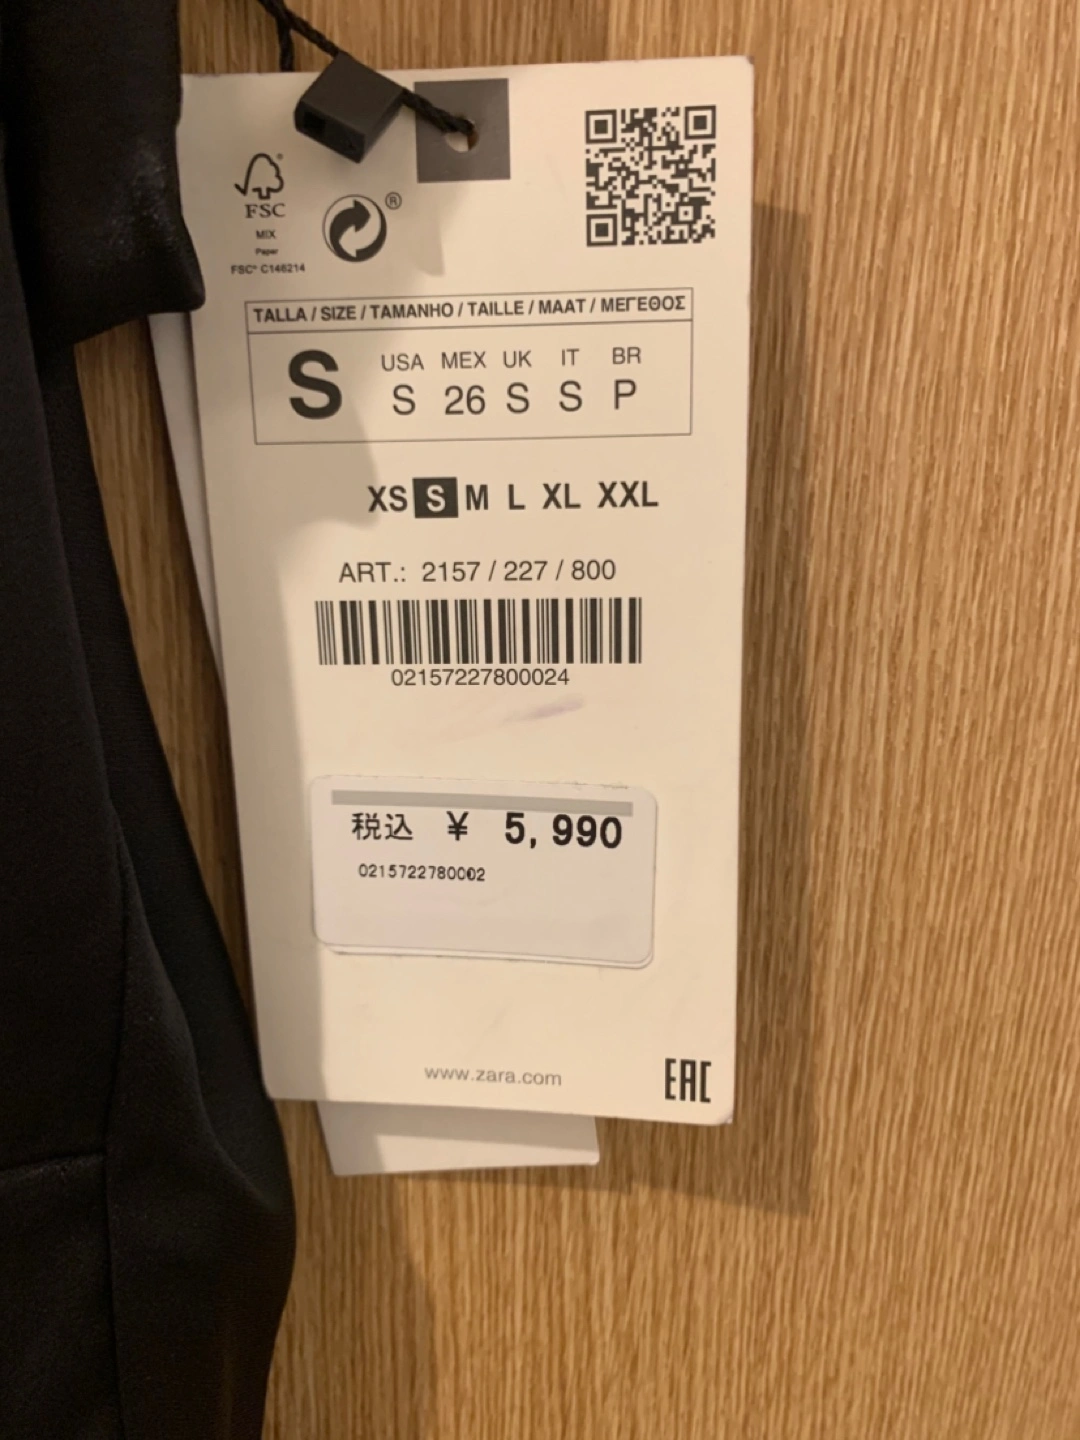 FSC
MIX
Paper
FSC® C148214
®
TALLA / SIZE / TAMANHO / TAILLE / MAAT / ΜΕΓΕΘΟΣ
S
USA MEX UK IT BR
S 26 S S P
XS S M L XL XXL
ART.: 2157 / 227 / 800
02157227800024
税込 ¥ 5,990
0215722780002
www.zara.com
EAC